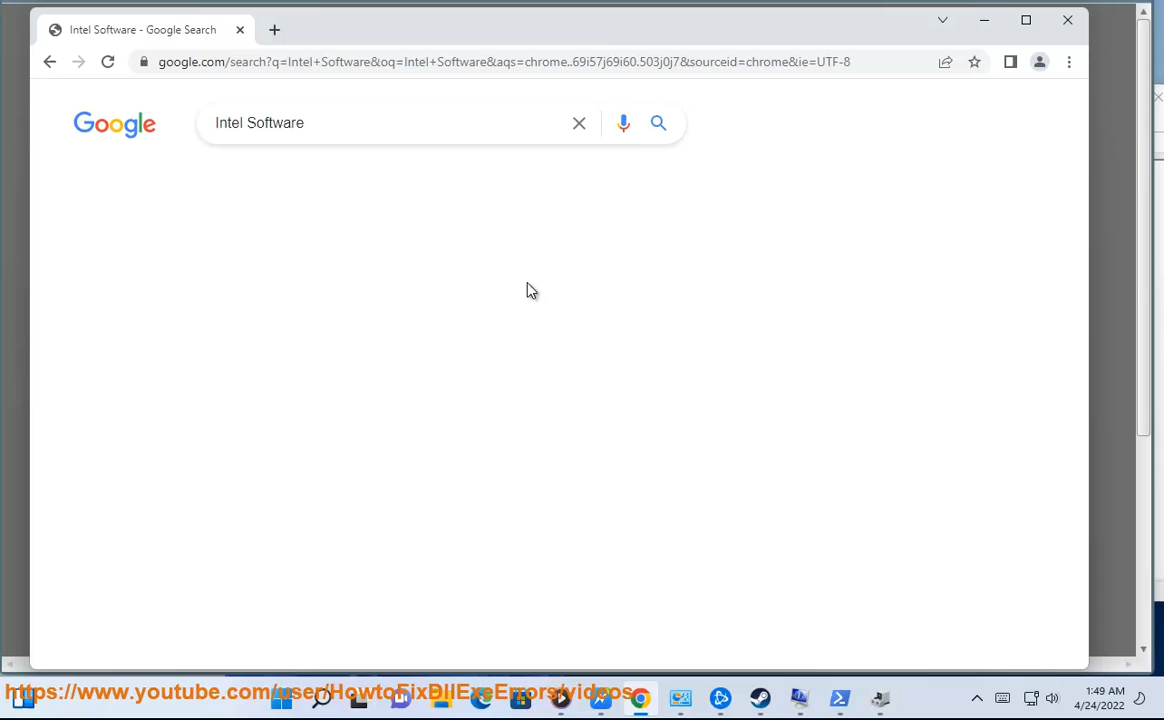 Intel Software - Google Search
google.com/search?q=Intel+Software&oq=Intel+Software&aqs=chrome..69i57j69i60.503j0j7&sourceid=chrome&ie=UTF-8
Google
Intel Software
https://www.youtube.com/user/HowtoFixDllExeErrors/videos
1:49 AM
4/24/2022